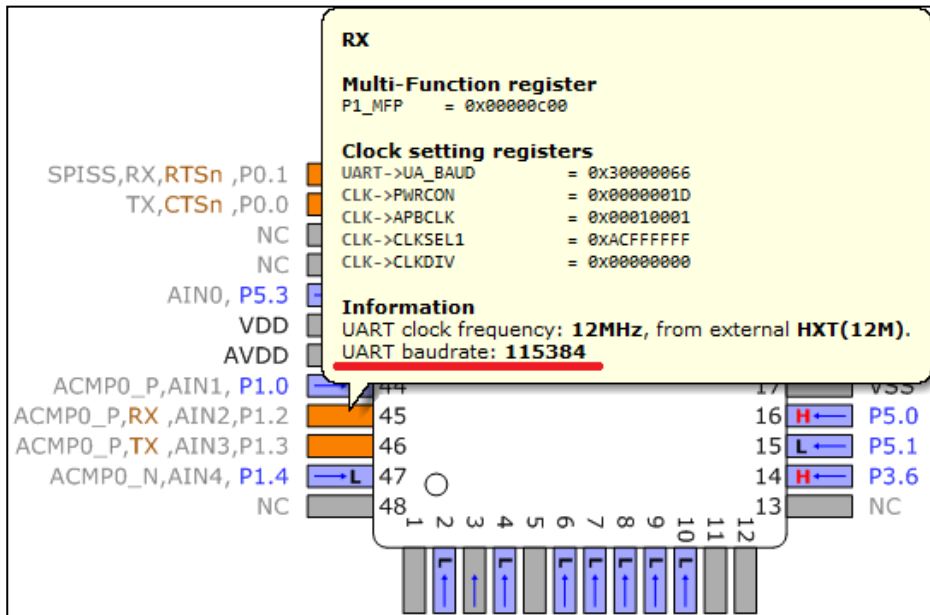 RX
Multi-Function register
P1_MFP = 0x00000c00
Clock setting registers
UART->UA_BAUD = 0x30000066
CLK->PWRCON = 0x0000001D
CLK->APBCLK = 0x00010001
CLK->CLKSEL1 = 0xACFFFFFF
CLK->CLKDIV = 0x00000000
Information
UART clock frequency: 12MHz, from external HXT(12M).
UART baudrate: 115384
SPISS,RX,RTSn ,P0.1
TX,CTSn ,P0.0
NC
NC
AIN0, P5.3
VDD
AVDD
ACMP0_P,AIN1, P1.0 44 17 VSS
ACMP0_P,RX ,AIN2,P1.2 45 16 H P5.0
ACMP0_P,TX ,AIN3,P1.3 46 15 L P5.1
ACMP0_N,AIN4, P1.4 L 47 14 H P3.6
NC 48 13 NC
1 2 3 4 5 6 7 8 9 10 11 12
L L L L L L L